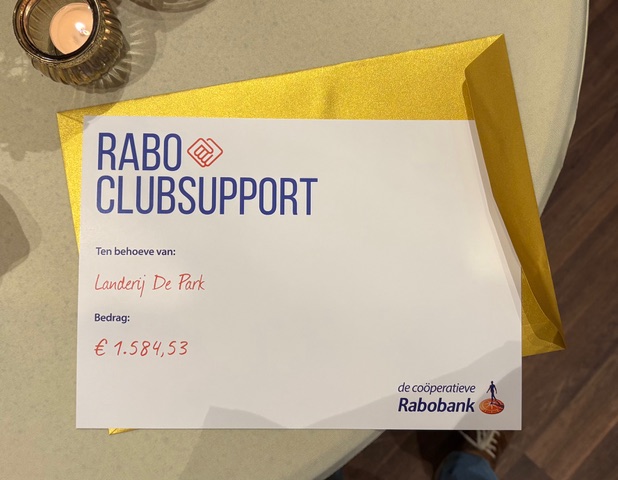 RABO
CLUBSUPPORT
Ten behoeve van:
Landerij De Park
Bedrag:
€ 1.584,53
de coöperatieve
Rabobank